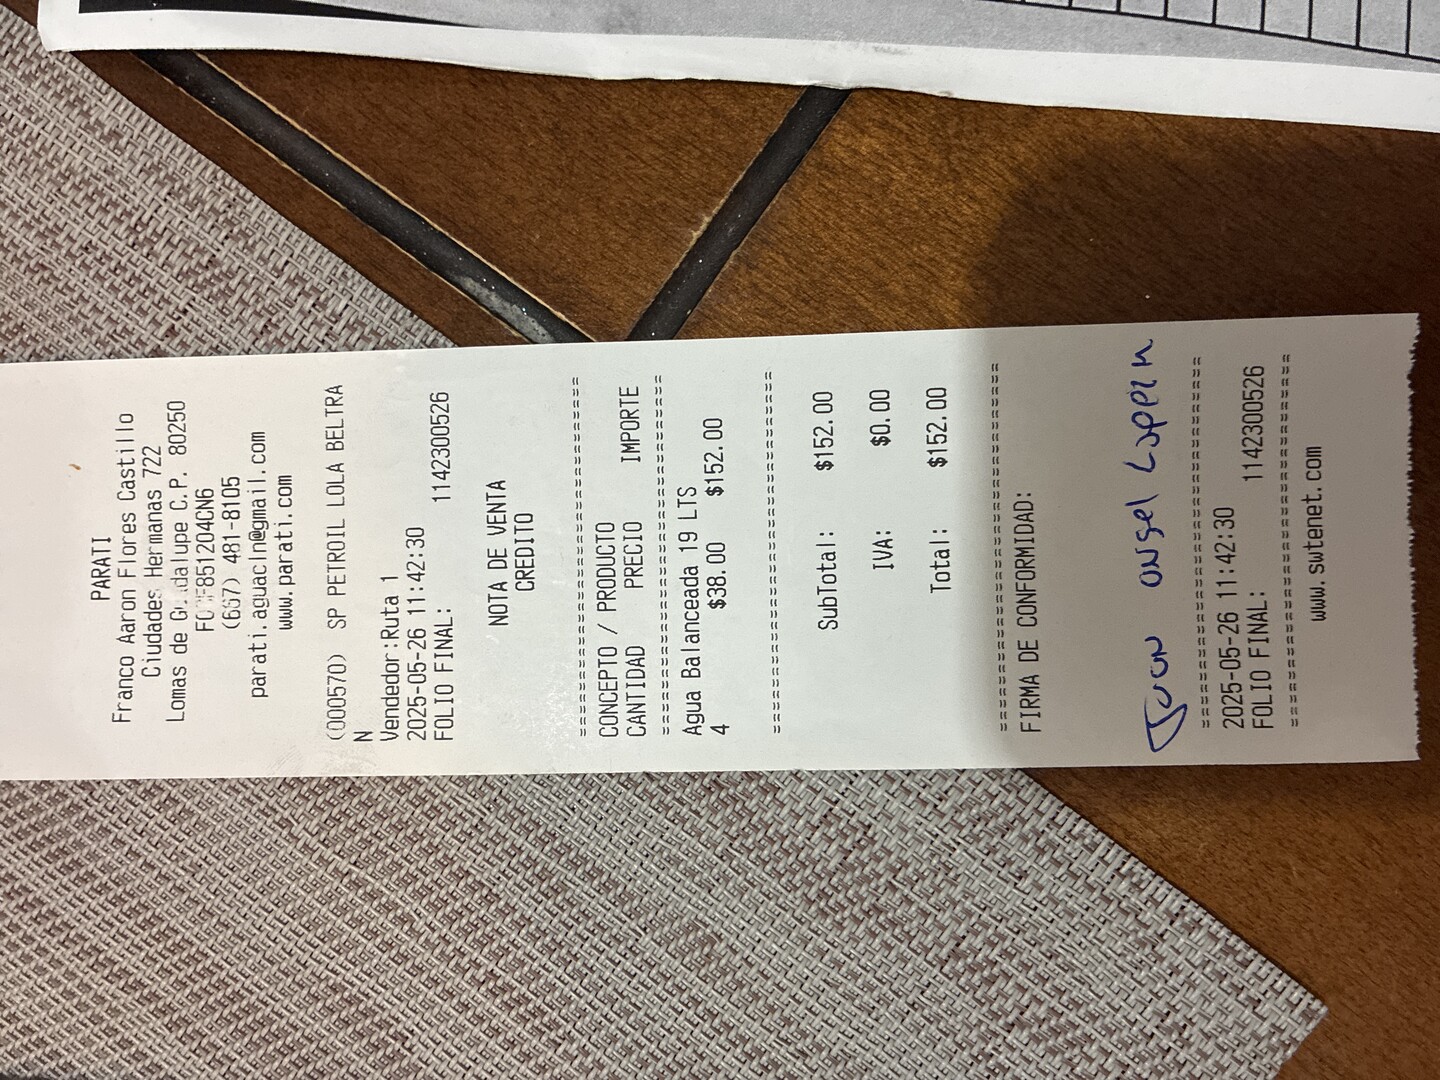 PARATI
Franco Aaron Flores Castillo
Ciudades Hermanas 722
Lomas de Guadalupe C.P. 80250
(667) 481-8105
parati.aguacln@gmail.com
www.parati.com
(000570) SP PETROIL LOLA BELTRA
N
Vendedor:Ruta 1
2025-05-26 11:42:30
FOLIO FINAL: 1142300526
NOTA DE VENTA
CREDITO
===============================
CONCEPTO / PRODUCTO
CANTIDAD PRECIO IMPORTE
===============================
Agua Balanceada 19 LTS
4 $38.00 $152.00
===============================
SubTotal: $152.00
IVA: $0.00
Total: $152.00
===============================
FIRMA DE CONFORMIDAD:
Juan angel
===============================
2025-05-26 11:42:30
FOLIO FINAL: 1142300526
===============================
www.swtenet.com